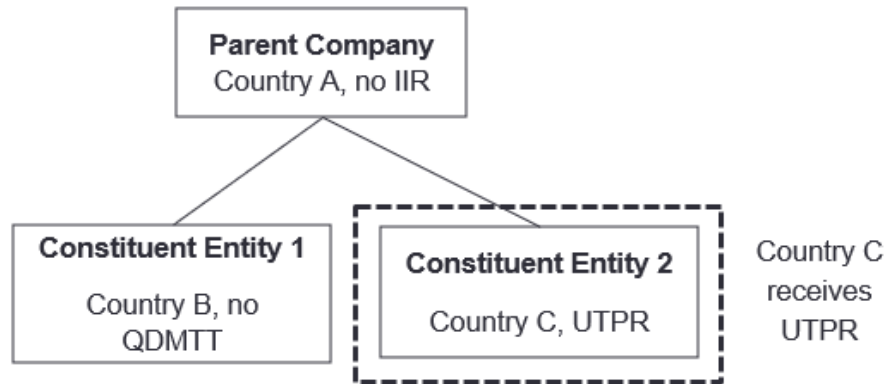 Parent Company
Country A, no IIR
Constituent Entity 1
Country B, no
QDMTT
Constituent Entity 2
Country C, UTPR
Country C
receives
UTPR